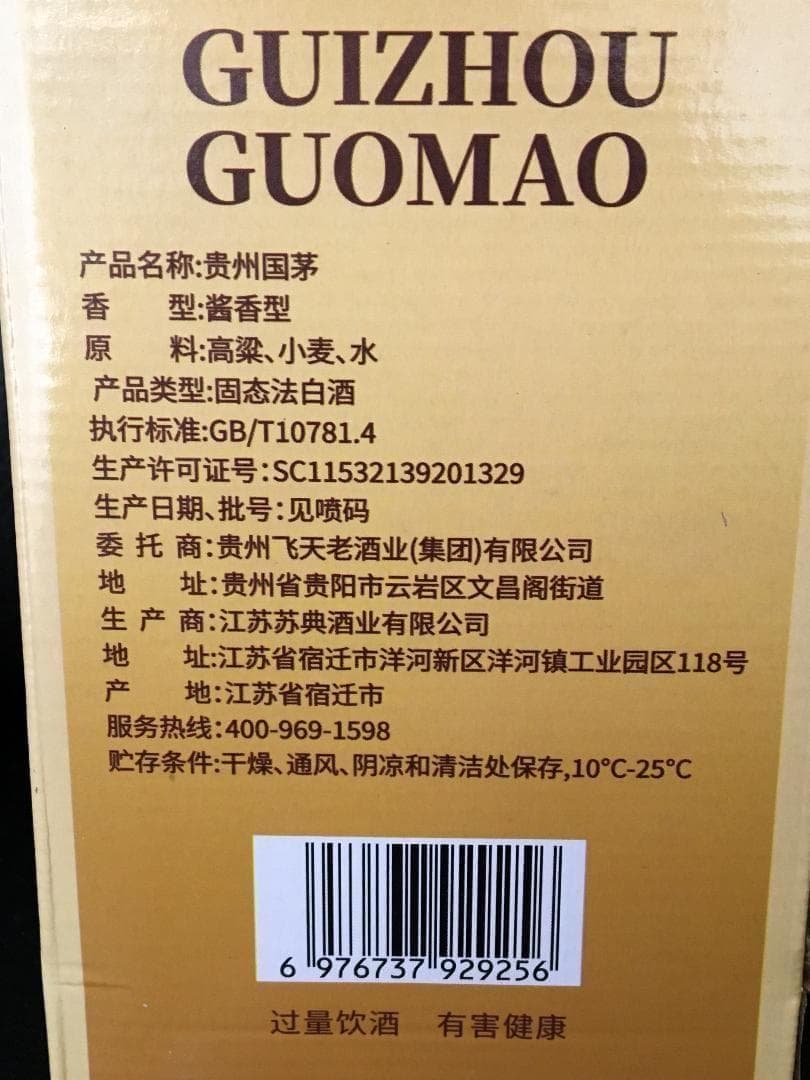 GUIZHOU
GUOMAO
产品名称:贵州国茅
香 型:酱香型
原 料:高粱、小麦、水
产品类型:固态法白酒
执行标准:GB/T10781.4
生产许可证号:SC11532139201329
生产日期、批号:见喷码
委 托 商:贵州飞天老酒业(集团)有限公司
地 址:贵州省贵阳市云岩区文昌阁街道
生 产 商:江苏苏典酒业有限公司
地 址:江苏省宿迁市洋河新区洋河镇工业园区118号
产 地:江苏省宿迁市
服务热线:400-969-1598
贮存条件:干燥、通风、阴凉和清洁处保存,10°C-25°C
6 976737 929256
过量饮酒 有害健康